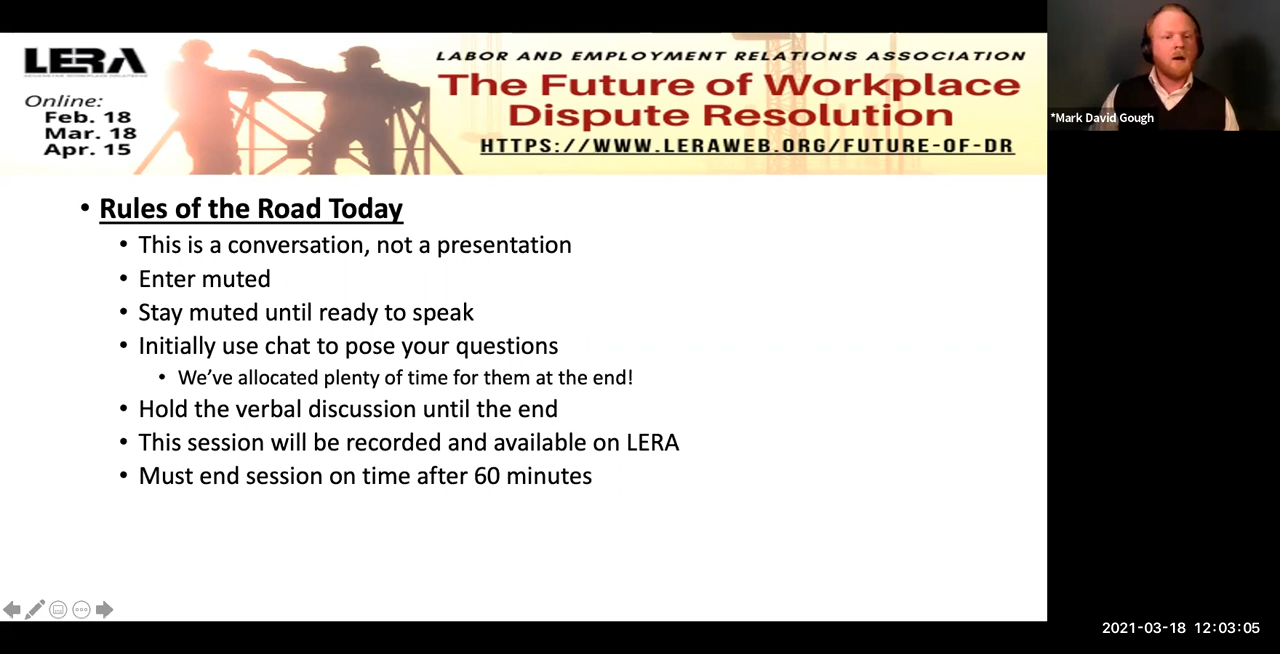 LERA
LABOR AND EMPLOYMENT RELATIONS ASSOCIATION
The Future of Workplace
Dispute Resolution
HTTPS://WWW.LERAWEB.ORG/FUTURE-OF-DR
Online:
Feb. 18
Mar. 18
Apr. 15
*Mark David Gough
• Rules of the Road Today
• This is a conversation, not a presentation
• Enter muted
• Stay muted until ready to speak
• Initially use chat to pose your questions
• We’ve allocated plenty of time for them at the end!
• Hold the verbal discussion until the end
• This session will be recorded and available on LERA
• Must end session on time after 60 minutes
2021-03-18 12:03:05